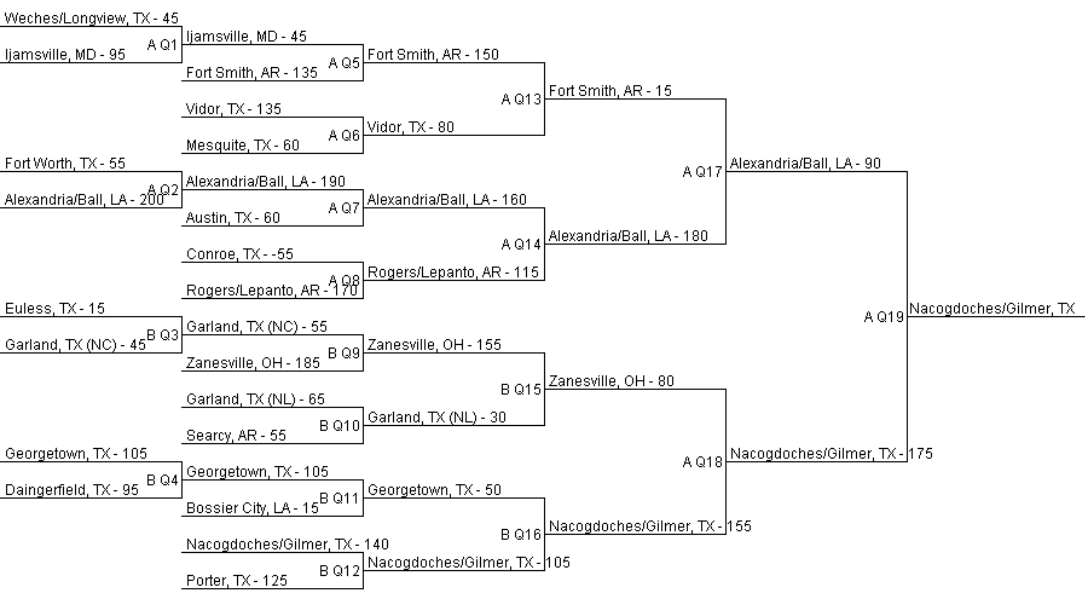 Weches/Longview, TX - 45
Ijamsville, MD - 95
A Q1
Ijamsville, MD - 45
Fort Smith, AR - 135
A Q5
Fort Smith, AR - 150
Vidor, TX - 135
Mesquite, TX - 60
A Q6
Vidor, TX - 80
A Q13
Fort Smith, AR - 15
Fort Worth, TX - 55
Alexandria/Ball, LA - 200
A Q2
Alexandria/Ball, LA - 190
Austin, TX - 60
A Q7
Alexandria/Ball, LA - 160
Conroe, TX - -55
Rogers/Lepanto, AR - 170
A Q8
Rogers/Lepanto, AR - 115
A Q14
Alexandria/Ball, LA - 180
A Q17
Alexandria/Ball, LA - 90
Euless, TX - 15
Garland, TX (NC) - 45
B Q3
Garland, TX (NC) - 55
Zanesville, OH - 185
B Q9
Zanesville, OH - 155
Garland, TX (NL) - 65
Searcy, AR - 55
B Q10
Garland, TX (NL) - 30
B Q15
Zanesville, OH - 80
Georgetown, TX - 105
Daingerfield, TX - 95
B Q4
Georgetown, TX - 105
Bossier City, LA - 15
B Q11
Georgetown, TX - 50
Nacogdoches/Gilmer, TX - 140
Porter, TX - 125
B Q12
Nacogdoches/Gilmer, TX - 105
B Q16
Nacogdoches/Gilmer, TX - 155
A Q18
Nacogdoches/Gilmer, TX - 175
A Q19
Nacogdoches/Gilmer, TX